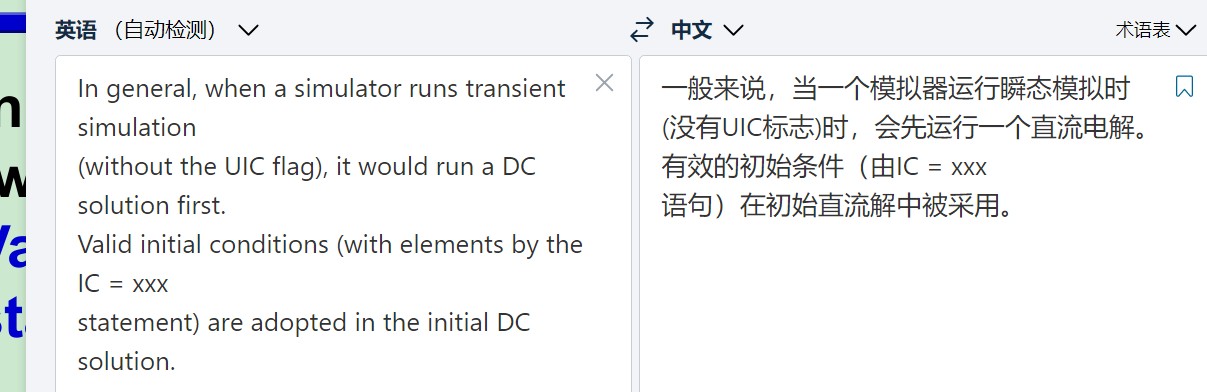 英语 （自动检测）
中文
术语表
In general, when a simulator runs transient
simulation
(without the UIC flag), it would run a DC
solution first.
Valid initial conditions (with elements by the
IC = xxx
statement) are adopted in the initial DC
solution.
一般来说，当一个模拟器运行瞬态模拟时
(没有UIC标志)时，会先运行一个直流电解。
有效的初始条件（由IC = xxx
语句）在初始直流解中被采用。